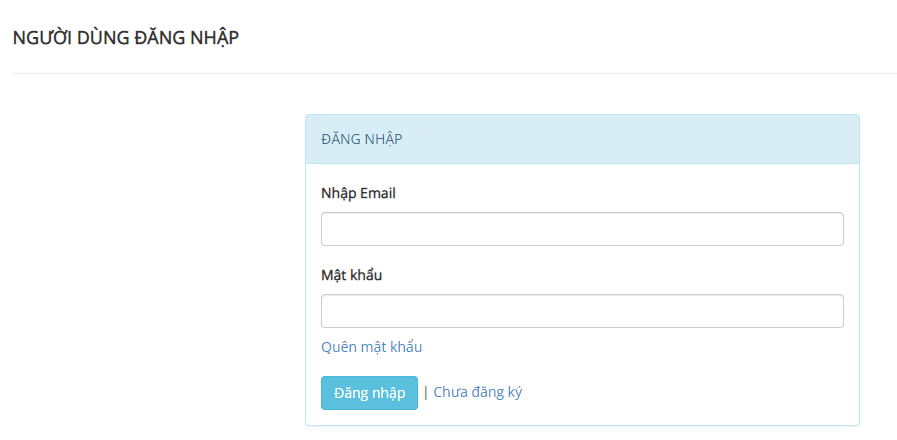 NGƯỜI DÙNG ĐĂNG NHẬP
ĐĂNG NHẬP
Nhập Email
Mật khẩu
Quên mật khẩu
Đăng nhập | Chưa đăng ký